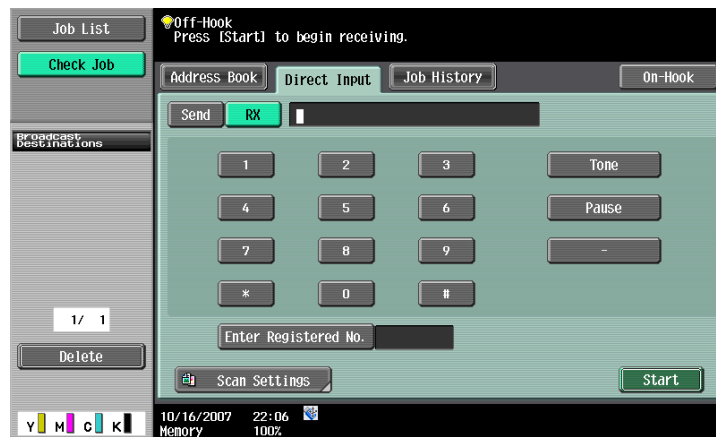 Job List
Check Job
Broadcast
Destinations
1/ 1
Delete
Y M C K
Off-Hook
Press [Start] to begin receiving.
Address Book
Direct Input
Job History
On-Hook
Send
RX
1
2
3
Tone
4
5
6
Pause
7
8
9
-
*
0
#
Enter Registered No.
Scan Settings
Start
10/16/2007 22:06
Memory 100%